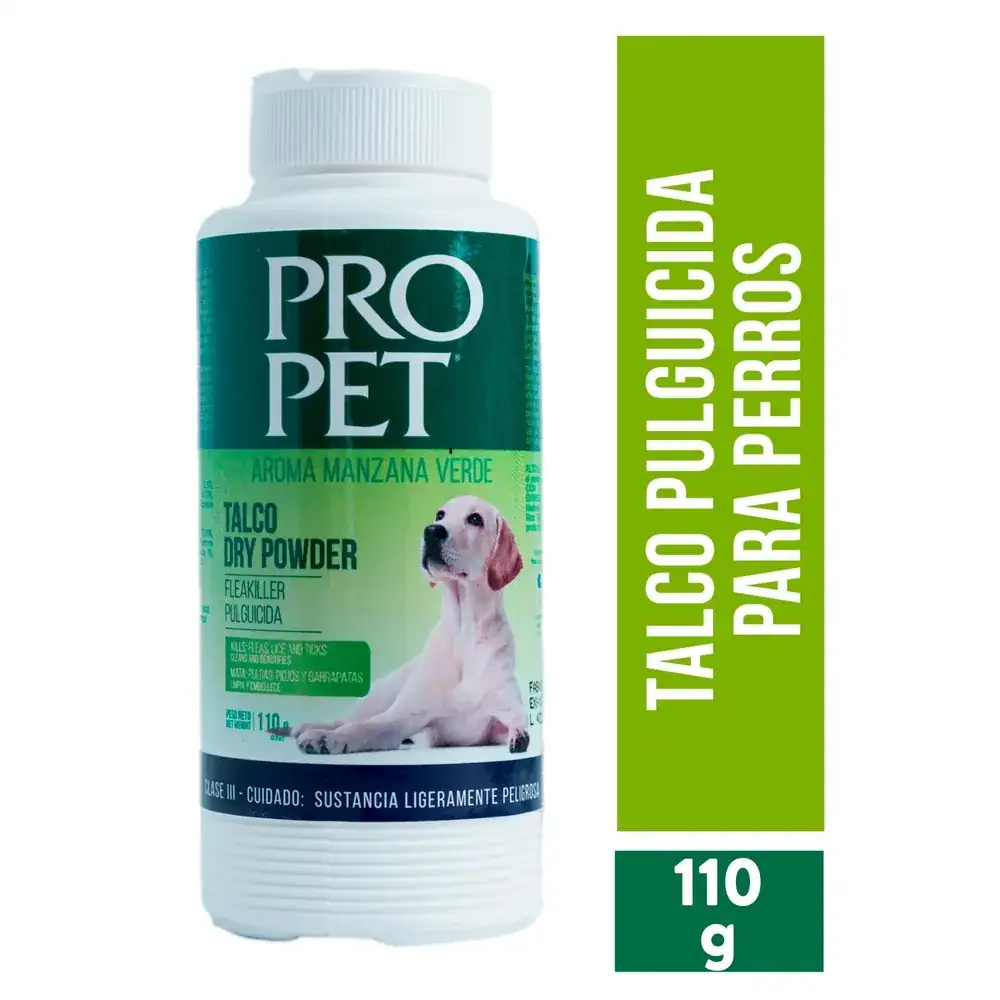 PRO
PET®
AROMA MANZANA VERDE
TALCO
DRY POWDER
FLEAKILLER
PULGUICIDA
KILLS: FLEAS, LICE AND TICKS
CLEANS AND BEAUTIFIES
MATA: PULGAS, PIOJOS Y GARRAPATAS
LIMPIA Y EMBELLECE
PESO NETO
NET WEIGHT
110 g
CLASE III - CUIDADO: SUSTANCIA LIGERAMENTE PELIGROSA
TALCO PULGUICIDA
PARA PERROS
110
g